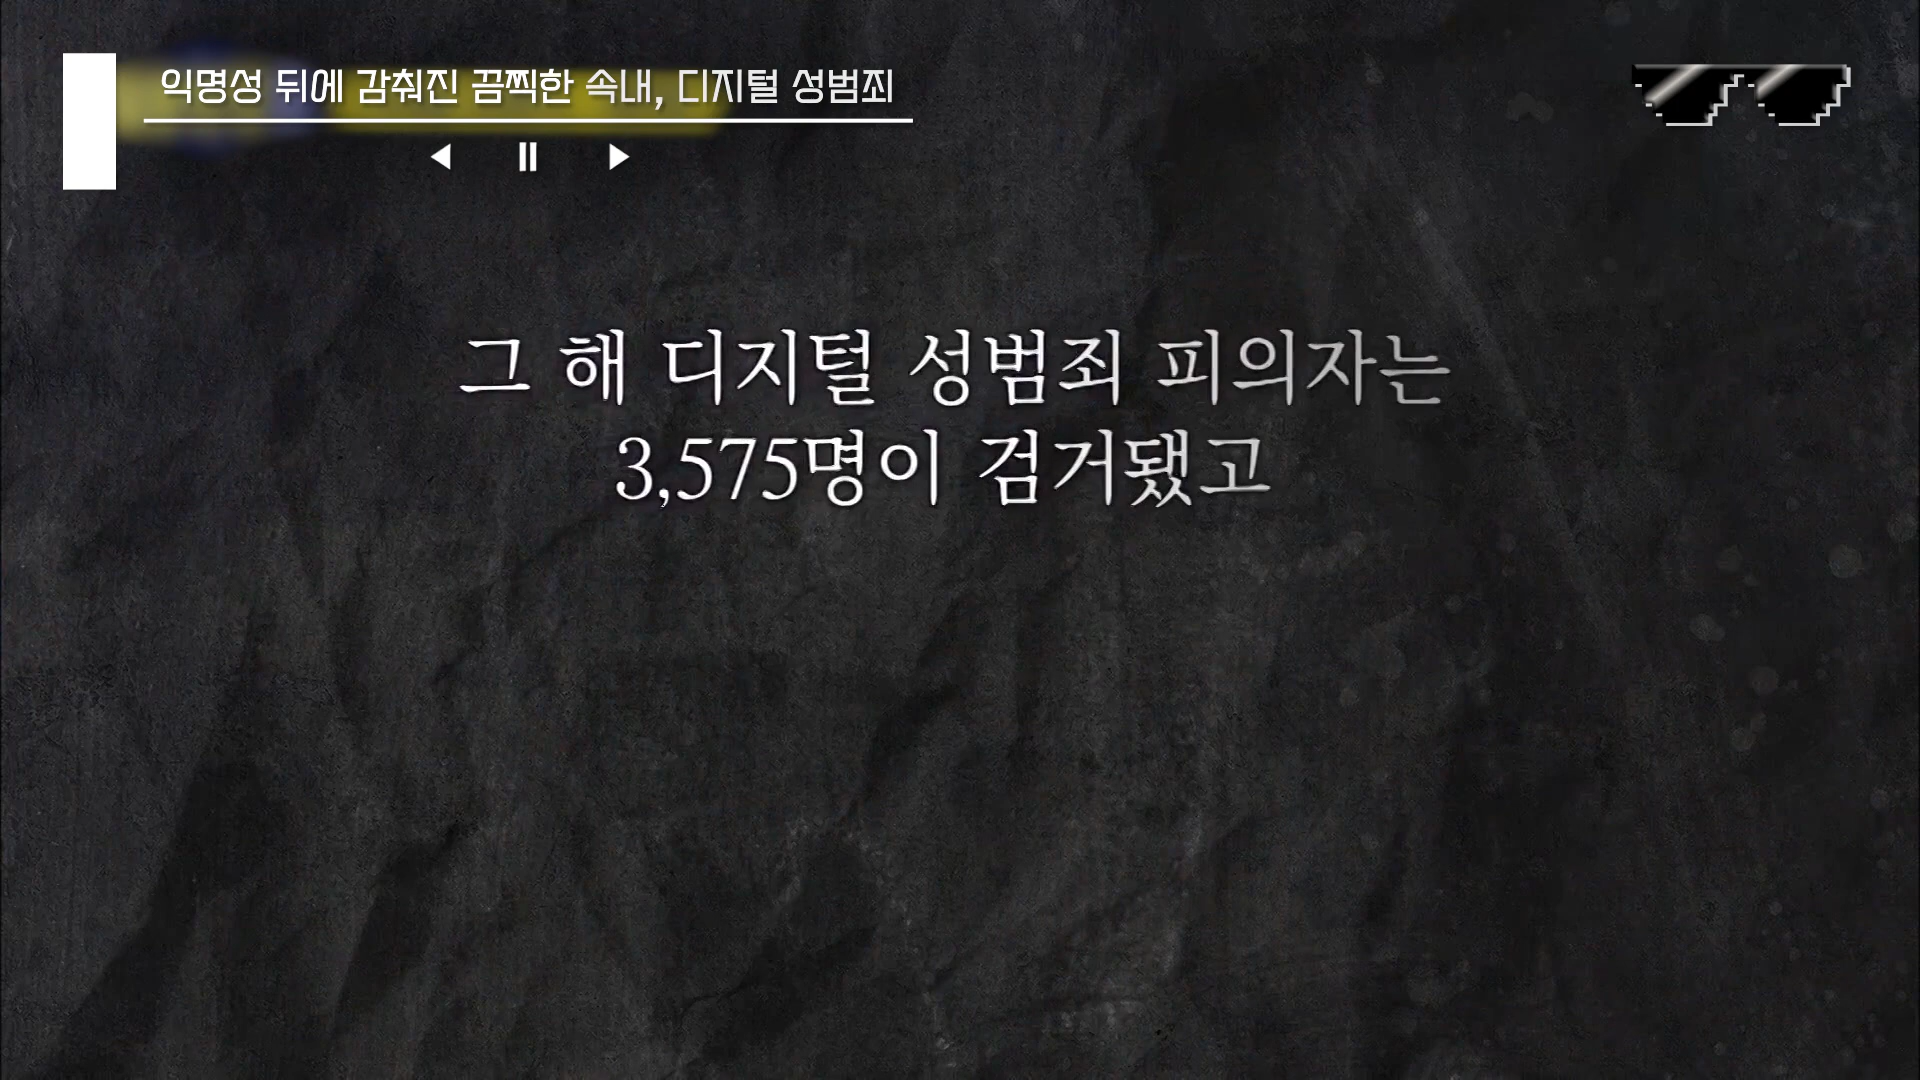 익명성 뒤에 감춰진 끔찍한 속내, 디지털 성범죄
그 해 디지털 성범죄 피의자는
3,575명이 검거됐고